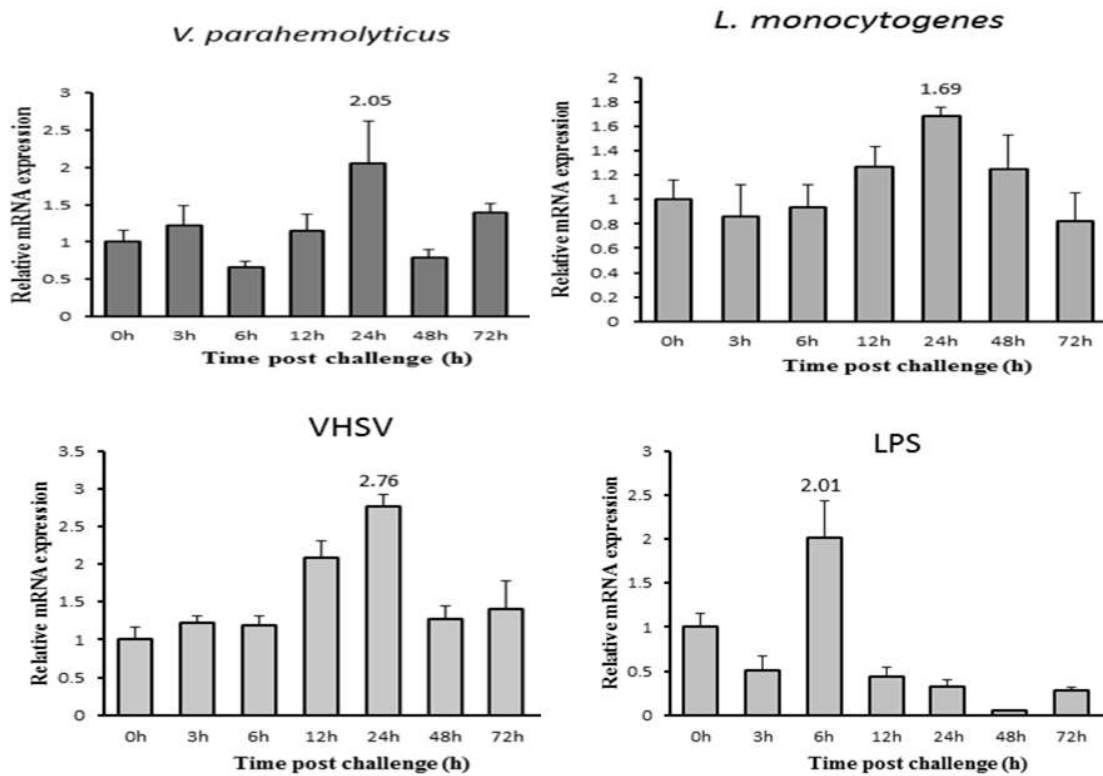 V. parahemolyticus
2.05
Relative mRNA expression
3
2.5
2
1.5
1
0.5
0
0h 3h 6h 12h 24h 48h 72h
Time post challenge (h)
L. monocytogenes
1.69
Relative mRNA expression
2
1.8
1.6
1.4
1.2
1
0.8
0.6
0.4
0.2
0
0h 3h 6h 12h 24h 48h 72h
Time post challenge (h)
VHSV
2.76
Relative mRNA expression
3.5
3
2.5
2
1.5
1
0.5
0
0h 3h 6h 12h 24h 48h 72h
Time post challenge (h)
LPS
2.01
Relative mRNA expression
3
2.5
2
1.5
1
0.5
0
0h 3h 6h 12h 24h 48h 72h
Time post challenge (h)